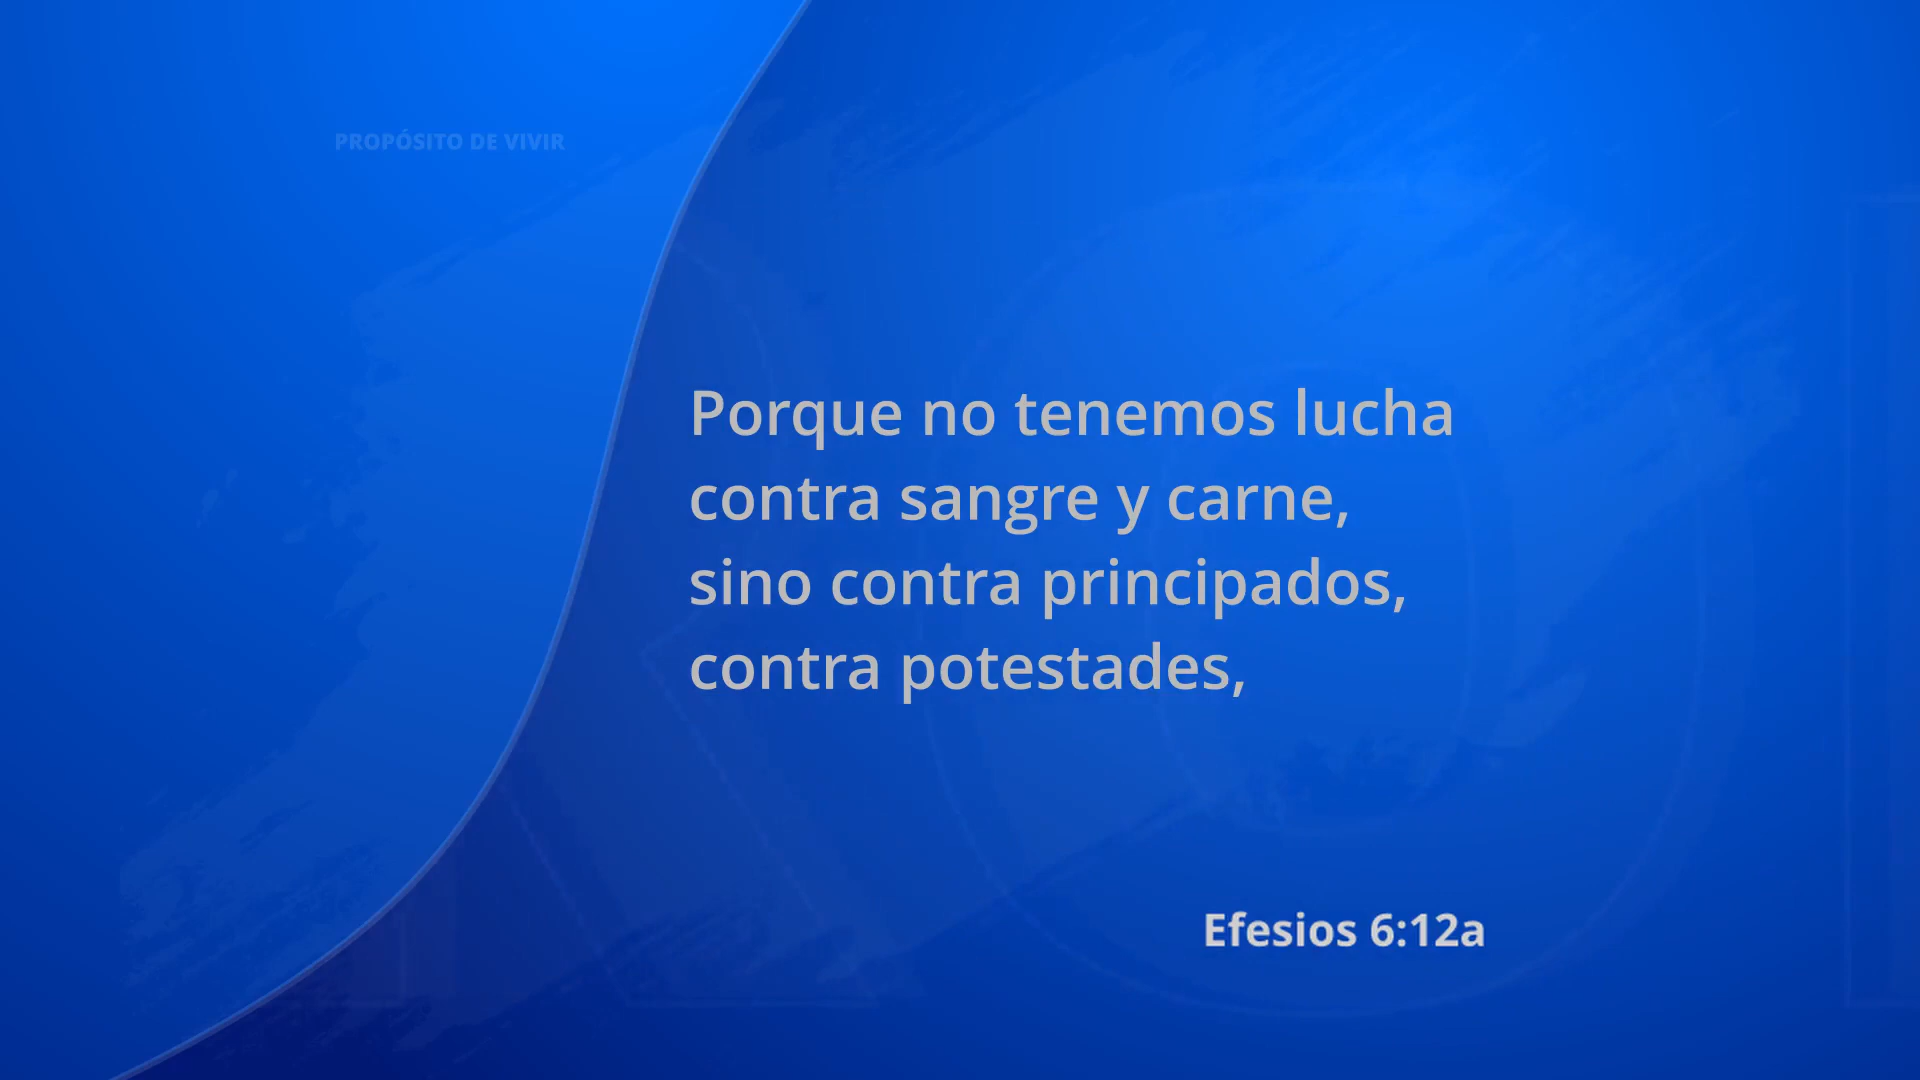 PROPÓSITO DE VIVIR
Porque no tenemos lucha
contra sangre y carne,
sino contra principados,
contra potestades,
Efesios 6:12a